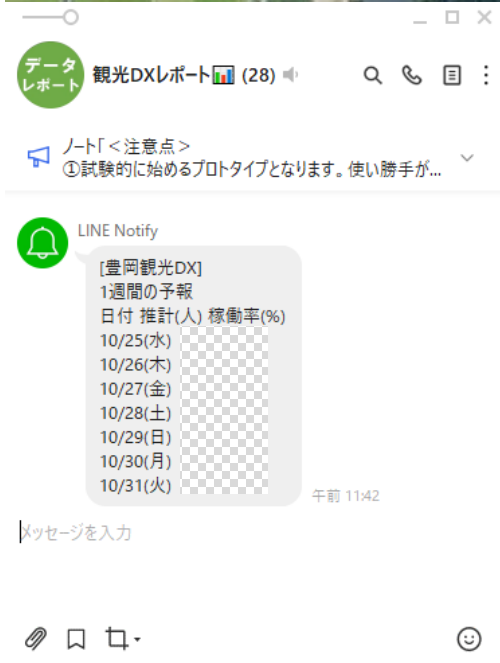 データ
レポート
観光DXレポート📊 (28)
ノート「<注意点>
①試験的に始めるプロトタイプとなります。使い勝手が...
LINE Notify
[豊岡観光DX]
1週間の予報
日付 推計(人) 稼働率(%)
10/25(水)
10/26(木)
10/27(金)
10/28(土)
10/29(日)
10/30(月)
10/31(火)
午前 11:42
メッセージを入力